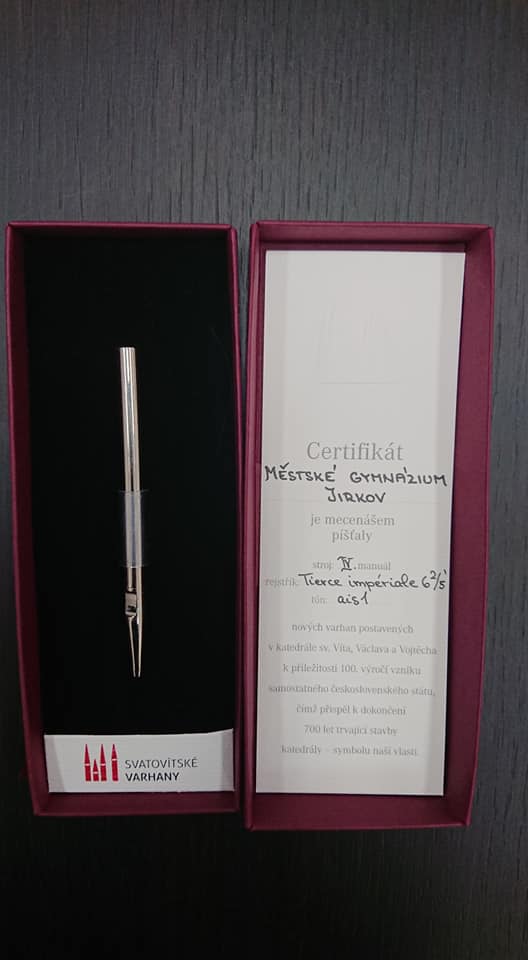 SVATOVÍTSKÉ
VARHANY
Certifikát
MĚSTSKÉ GYMNÁZIUM
JIRKOV
je mecenášem
píšťaly
stroj: IV. manuál
rejstřík: Tierce impériale 6 2/5'
tón: ais1
nových varhan postavených
v katedrále sv. Víta, Václava a Vojtěcha
k příležitosti 100. výročí vzniku
samostatného československého státu,
čímž přispěl k dokončení
700 let trvající stavby
katedrály – symbolu naší vlasti.